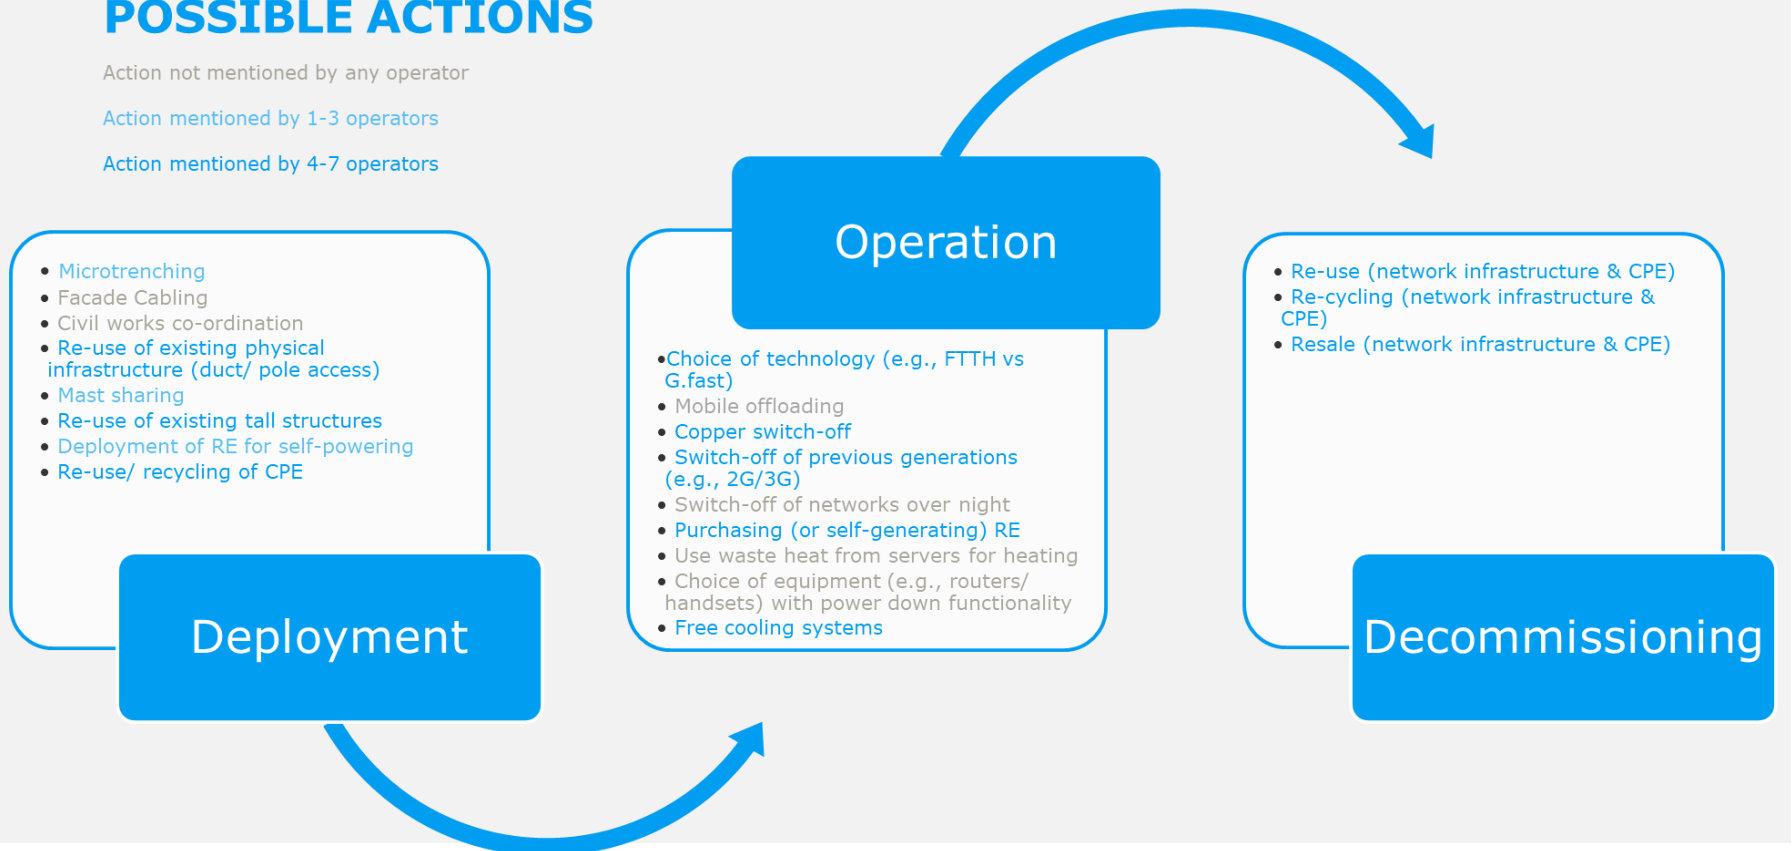 POSSIBLE ACTIONS
Action not mentioned by any operator
Action mentioned by 1-3 operators
Action mentioned by 4-7 operators
• Microtrenching
• Facade Cabling
• Civil works co-ordination
• Re-use of existing physical
infrastructure (duct/ pole access)
• Mast sharing
• Re-use of existing tall structures
• Deployment of RE for self-powering
• Re-use/ recycling of CPE
Deployment
Operation
•Choice of technology (e.g., FTTH vs
G.fast)
• Mobile offloading
• Copper switch-off
• Switch-off of previous generations
(e.g., 2G/3G)
• Switch-off of networks over night
• Purchasing (or self-generating) RE
• Use waste heat from servers for heating
• Choice of equipment (e.g., routers/
handsets) with power down functionality
• Free cooling systems
• Re-use (network infrastructure & CPE)
• Re-cycling (network infrastructure &
CPE)
• Resale (network infrastructure & CPE)
Decommissioning